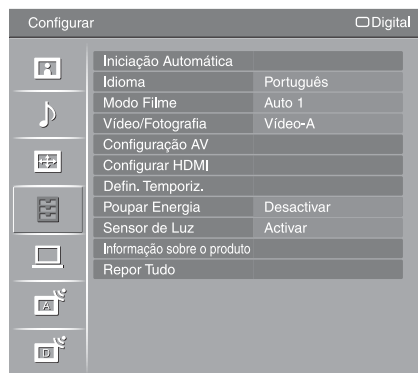 Configurar Digital
Iniciação Automática
Idioma Português
Modo Filme Auto 1
Vídeo/Fotografia Vídeo-A
Configuração AV
Configurar HDMI
Defin. Temporiz.
Poupar Energia Desactivar
Sensor de Luz Activar
Informação sobre o produto
Repor Tudo
A
D